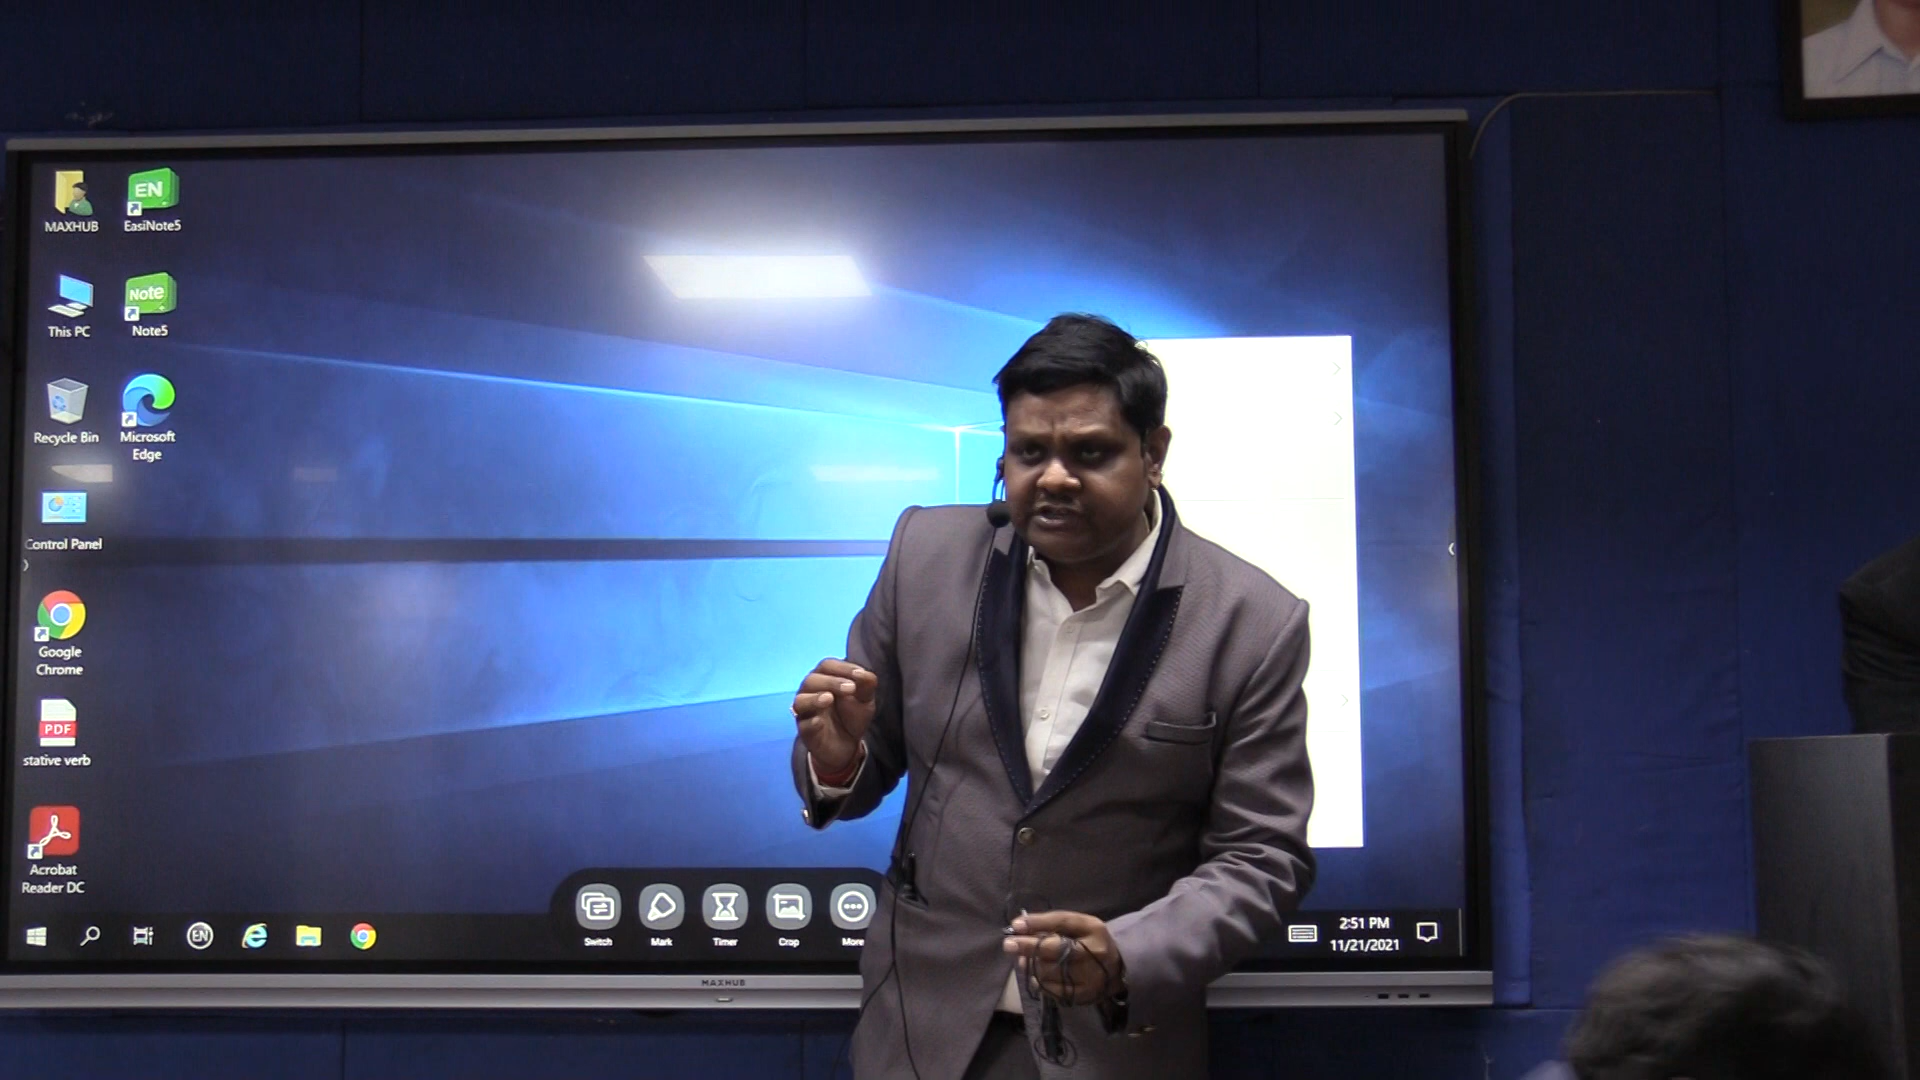 MAXHUB
EN
EasiNote5
This PC
Note
Note5
Recycle Bin
Microsoft
Edge
Control Panel
Google
Chrome
PDF
stative verb
Acrobat
Reader DC
EN
Switch
Mark
Timer
Crop
More
2:51 PM
11/21/2021
MAXHUB